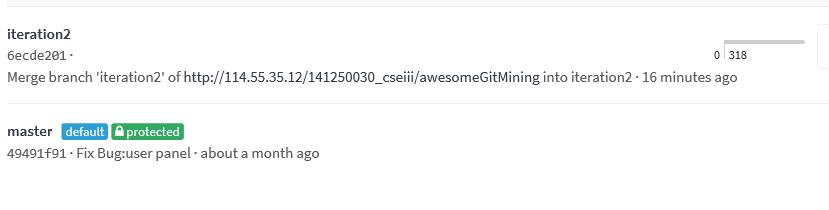 iteration2
6ecde201 ·
0 318
Merge branch 'iteration2' of http://114.55.35.12/141250030_cseiii/awesomeGitMining into iteration2 · 16 minutes ago
master default protected
49491f91 · Fix Bug:user panel · about a month ago